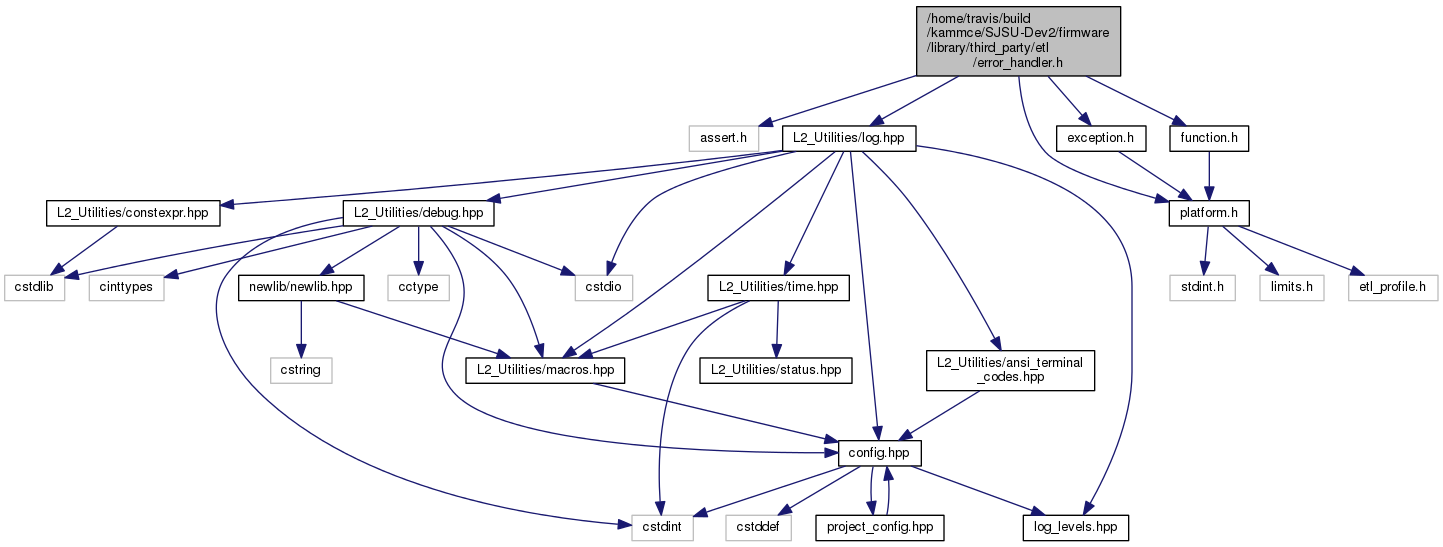 /home/travis/build
/kammce/SJSU-Dev2/firmware
/library/third_party/etl
/error_handler.h
assert.h
L2_Utilities/log.hpp
exception.h
function.h
L2_Utilities/constexpr.hpp
L2_Utilities/debug.hpp
platform.h
cstdlib
cinttypes
newlib/newlib.hpp
cctype
cstdio
L2_Utilities/time.hpp
stdint.h
limits.h
etl_profile.h
cstring
L2_Utilities/macros.hpp
L2_Utilities/status.hpp
L2_Utilities/ansi_terminal
_codes.hpp
config.hpp
cstdint
cstddef
project_config.hpp
log_levels.hpp